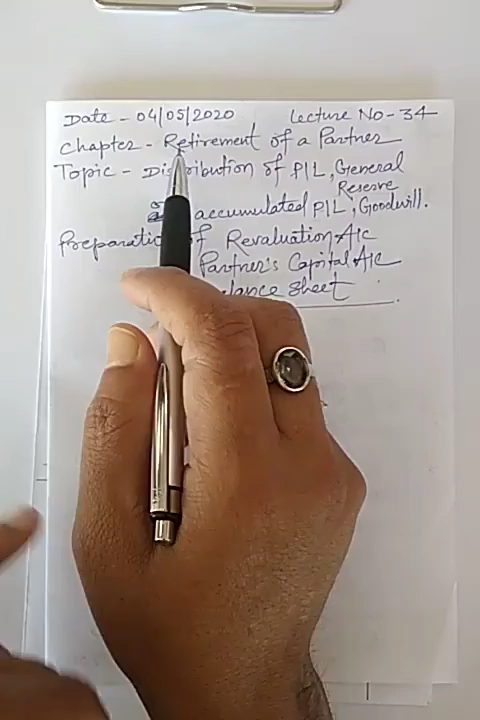 Date - 04/05/2020 Lecture No - 34
Chapter - Retirement of a Partner
Topic - Distribution of P/L, General
Reserve
accumulated P/L, Goodwill.
Revaluation A/c
Partner's Capital A/c
Sheet